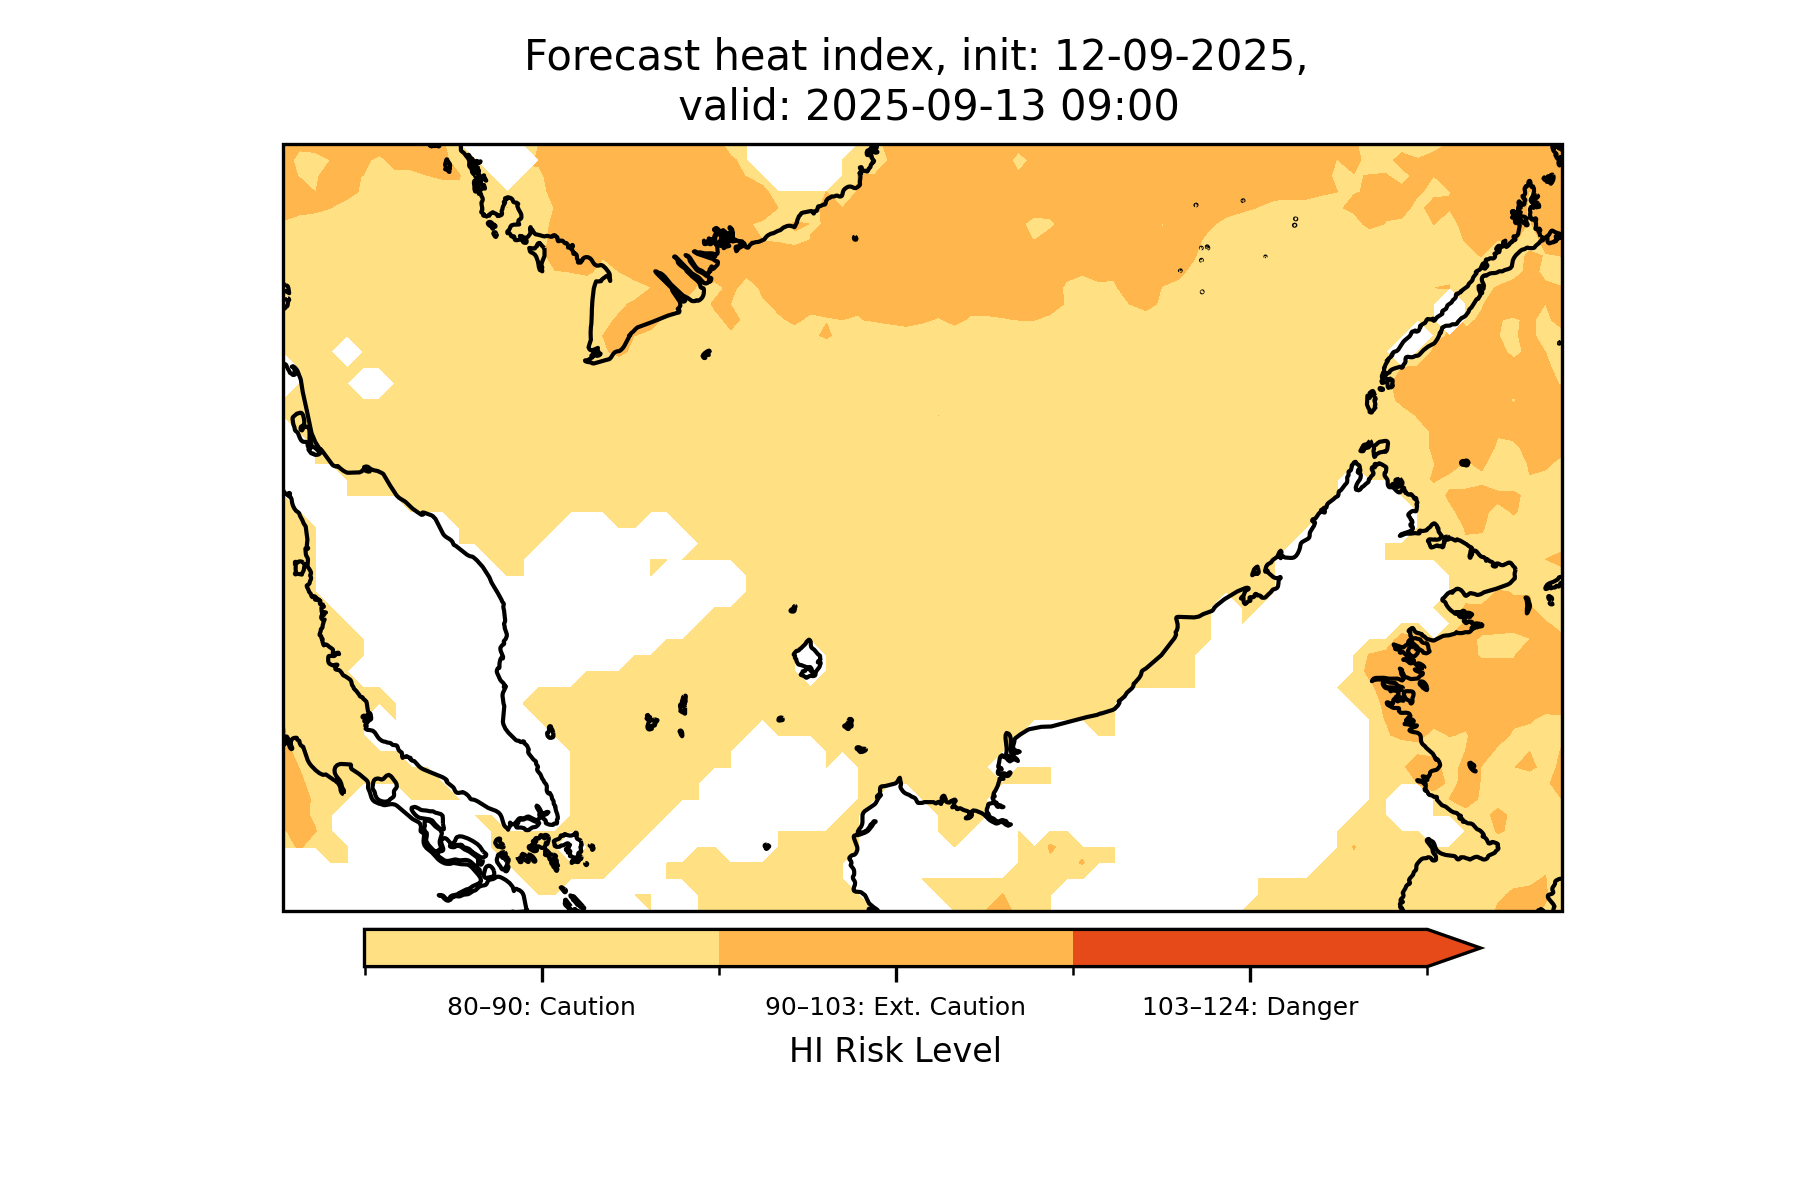 Forecast heat index, init: 12-09-2025,
valid: 2025-09-13 09:00
80–90: Caution
90–103: Ext. Caution
103–124: Danger
HI Risk Level